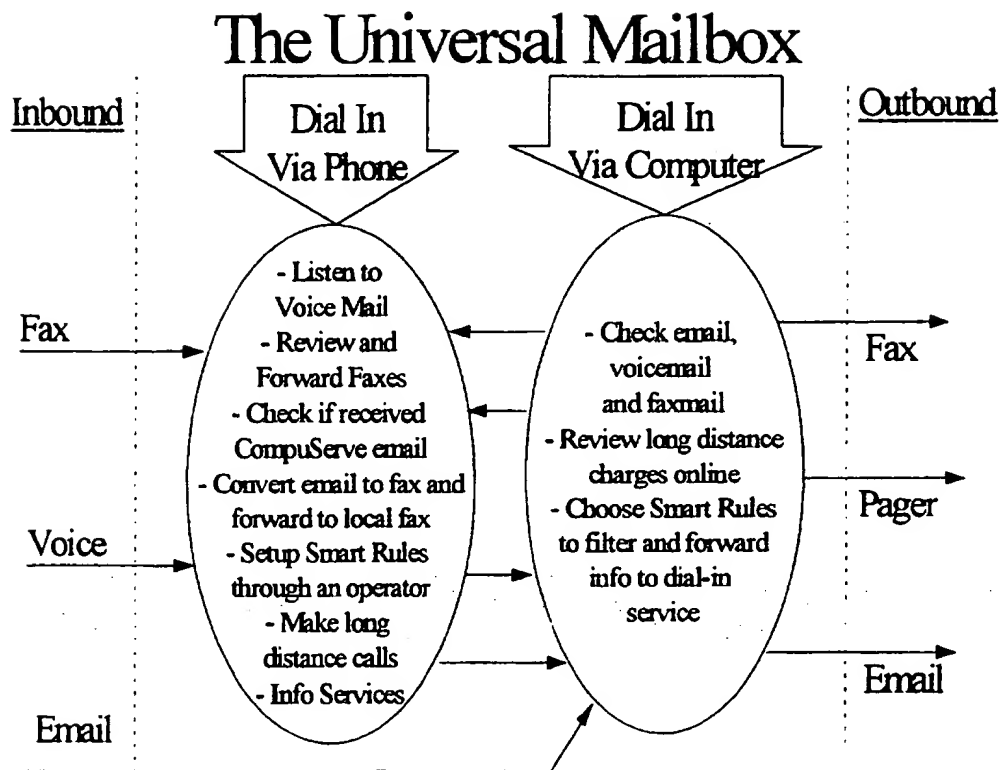 The Universal Mailbox
Inbound
Dial In
Via Phone
Dial In
Via Computer
Outbound
- Listen to
Voice Mail
- Review and
Forward Faxes
- Check if received
CompuServe email
- Convert email to fax and
forward to local fax
- Setup Smart Rules
through an operator
- Make long
distance calls
- Info Services
- Check email,
voicemail
and faxmail
- Review long distance
charges online
- Choose Smart Rules
to filter and forward
info to dial-in
service
Fax
Voice
Email
Fax
Pager
Email